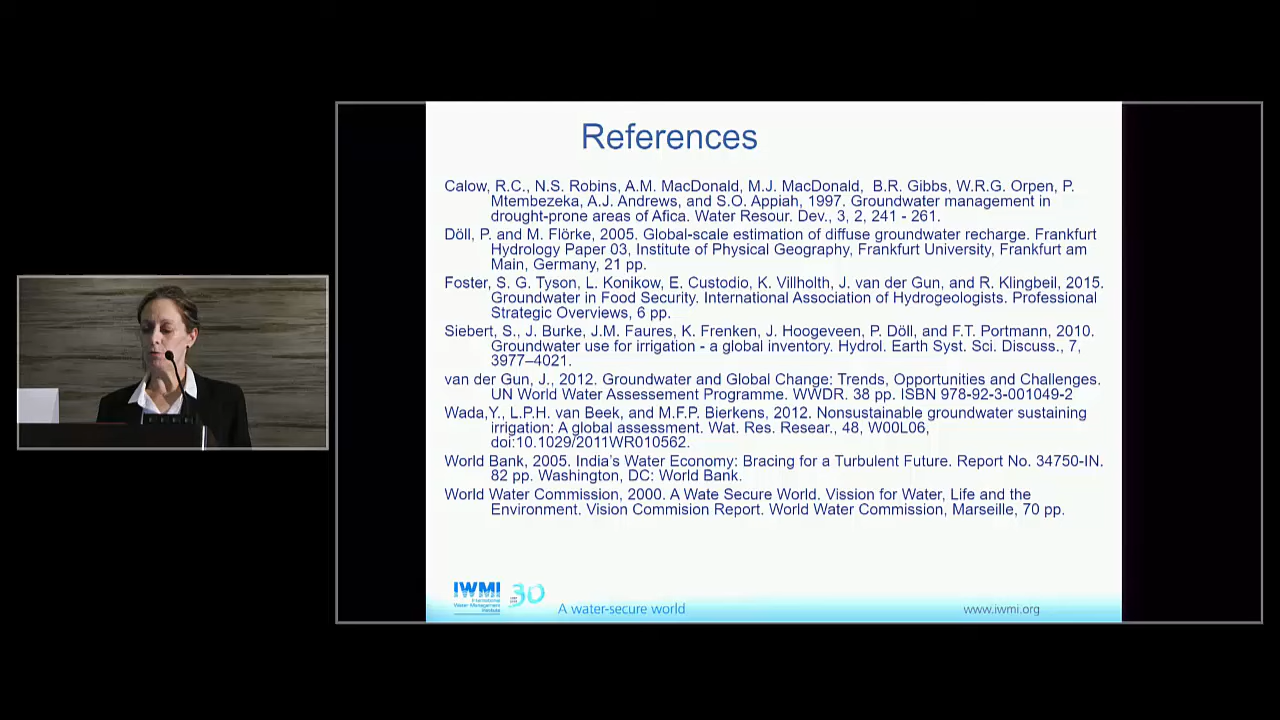 References
Calow, R.C., N.S. Robins, A.M. MacDonald, M.J. MacDonald, B.R. Gibbs, W.R.G. Orpen, P.
Mtembezeka, A.J. Andrews, and S.O. Appiah, 1997. Groundwater management in
drought-prone areas of Afica. Water Resour. Dev., 3, 2, 241 - 261.
Döll, P. and M. Flörke, 2005. Global-scale estimation of diffuse groundwater recharge. Frankfurt
Hydrology Paper 03, Institute of Physical Geography, Frankfurt University, Frankfurt am
Main, Germany, 21 pp.
Foster, S. G. Tyson, L. Konikow, E. Custodio, K. Villholth, J. van der Gun, and R. Klingbeil, 2015.
Groundwater in Food Security. International Association of Hydrogeologists. Professional
Strategic Overviews, 6 pp.
Siebert, S., J. Burke, J.M. Faures, K. Frenken, J. Hoogeveen, P. Döll, and F.T. Portmann, 2010.
Groundwater use for irrigation - a global inventory. Hydrol. Earth Syst. Sci. Discuss., 7,
3977–4021.
van der Gun, J., 2012. Groundwater and Global Change: Trends, Opportunities and Challenges.
UN World Water Assessement Programme. WWDR. 38 pp. ISBN 978-92-3-001049-2
Wada,Y., L.P.H. van Beek, and M.F.P. Bierkens, 2012. Nonsustainable groundwater sustaining
irrigation: A global assessment. Wat. Res. Resear., 48, W00L06,
doi:10.1029/2011WR010562.
World Bank, 2005. India's Water Economy: Bracing for a Turbulent Future. Report No. 34750-IN.
82 pp. Washington, DC: World Bank.
World Water Commission, 2000. A Wate Secure World. Vission for Water, Life and the
Environment. Vision Commision Report. World Water Commission, Marseille, 70 pp.
IWMI
International
Water Management
Institute
30
A water-secure world
www.iwmi.org